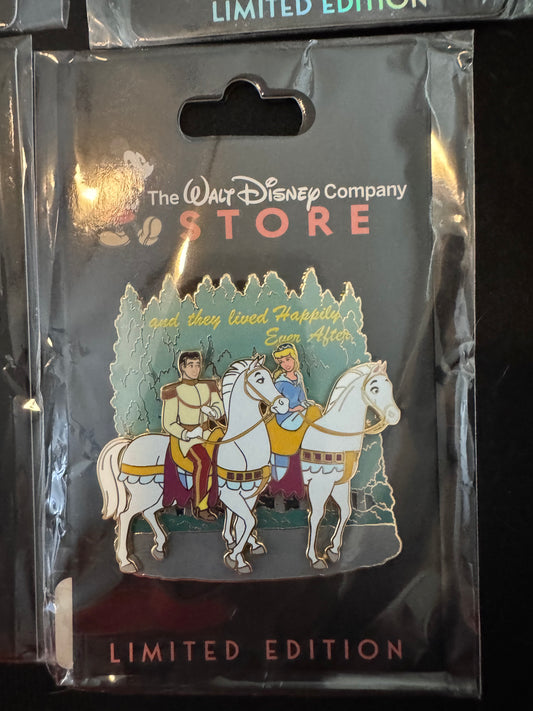 LIMITED EDITION
The WALT DISNEY Company
STORE
and they lived Happily
Ever After
LIMITED EDITION